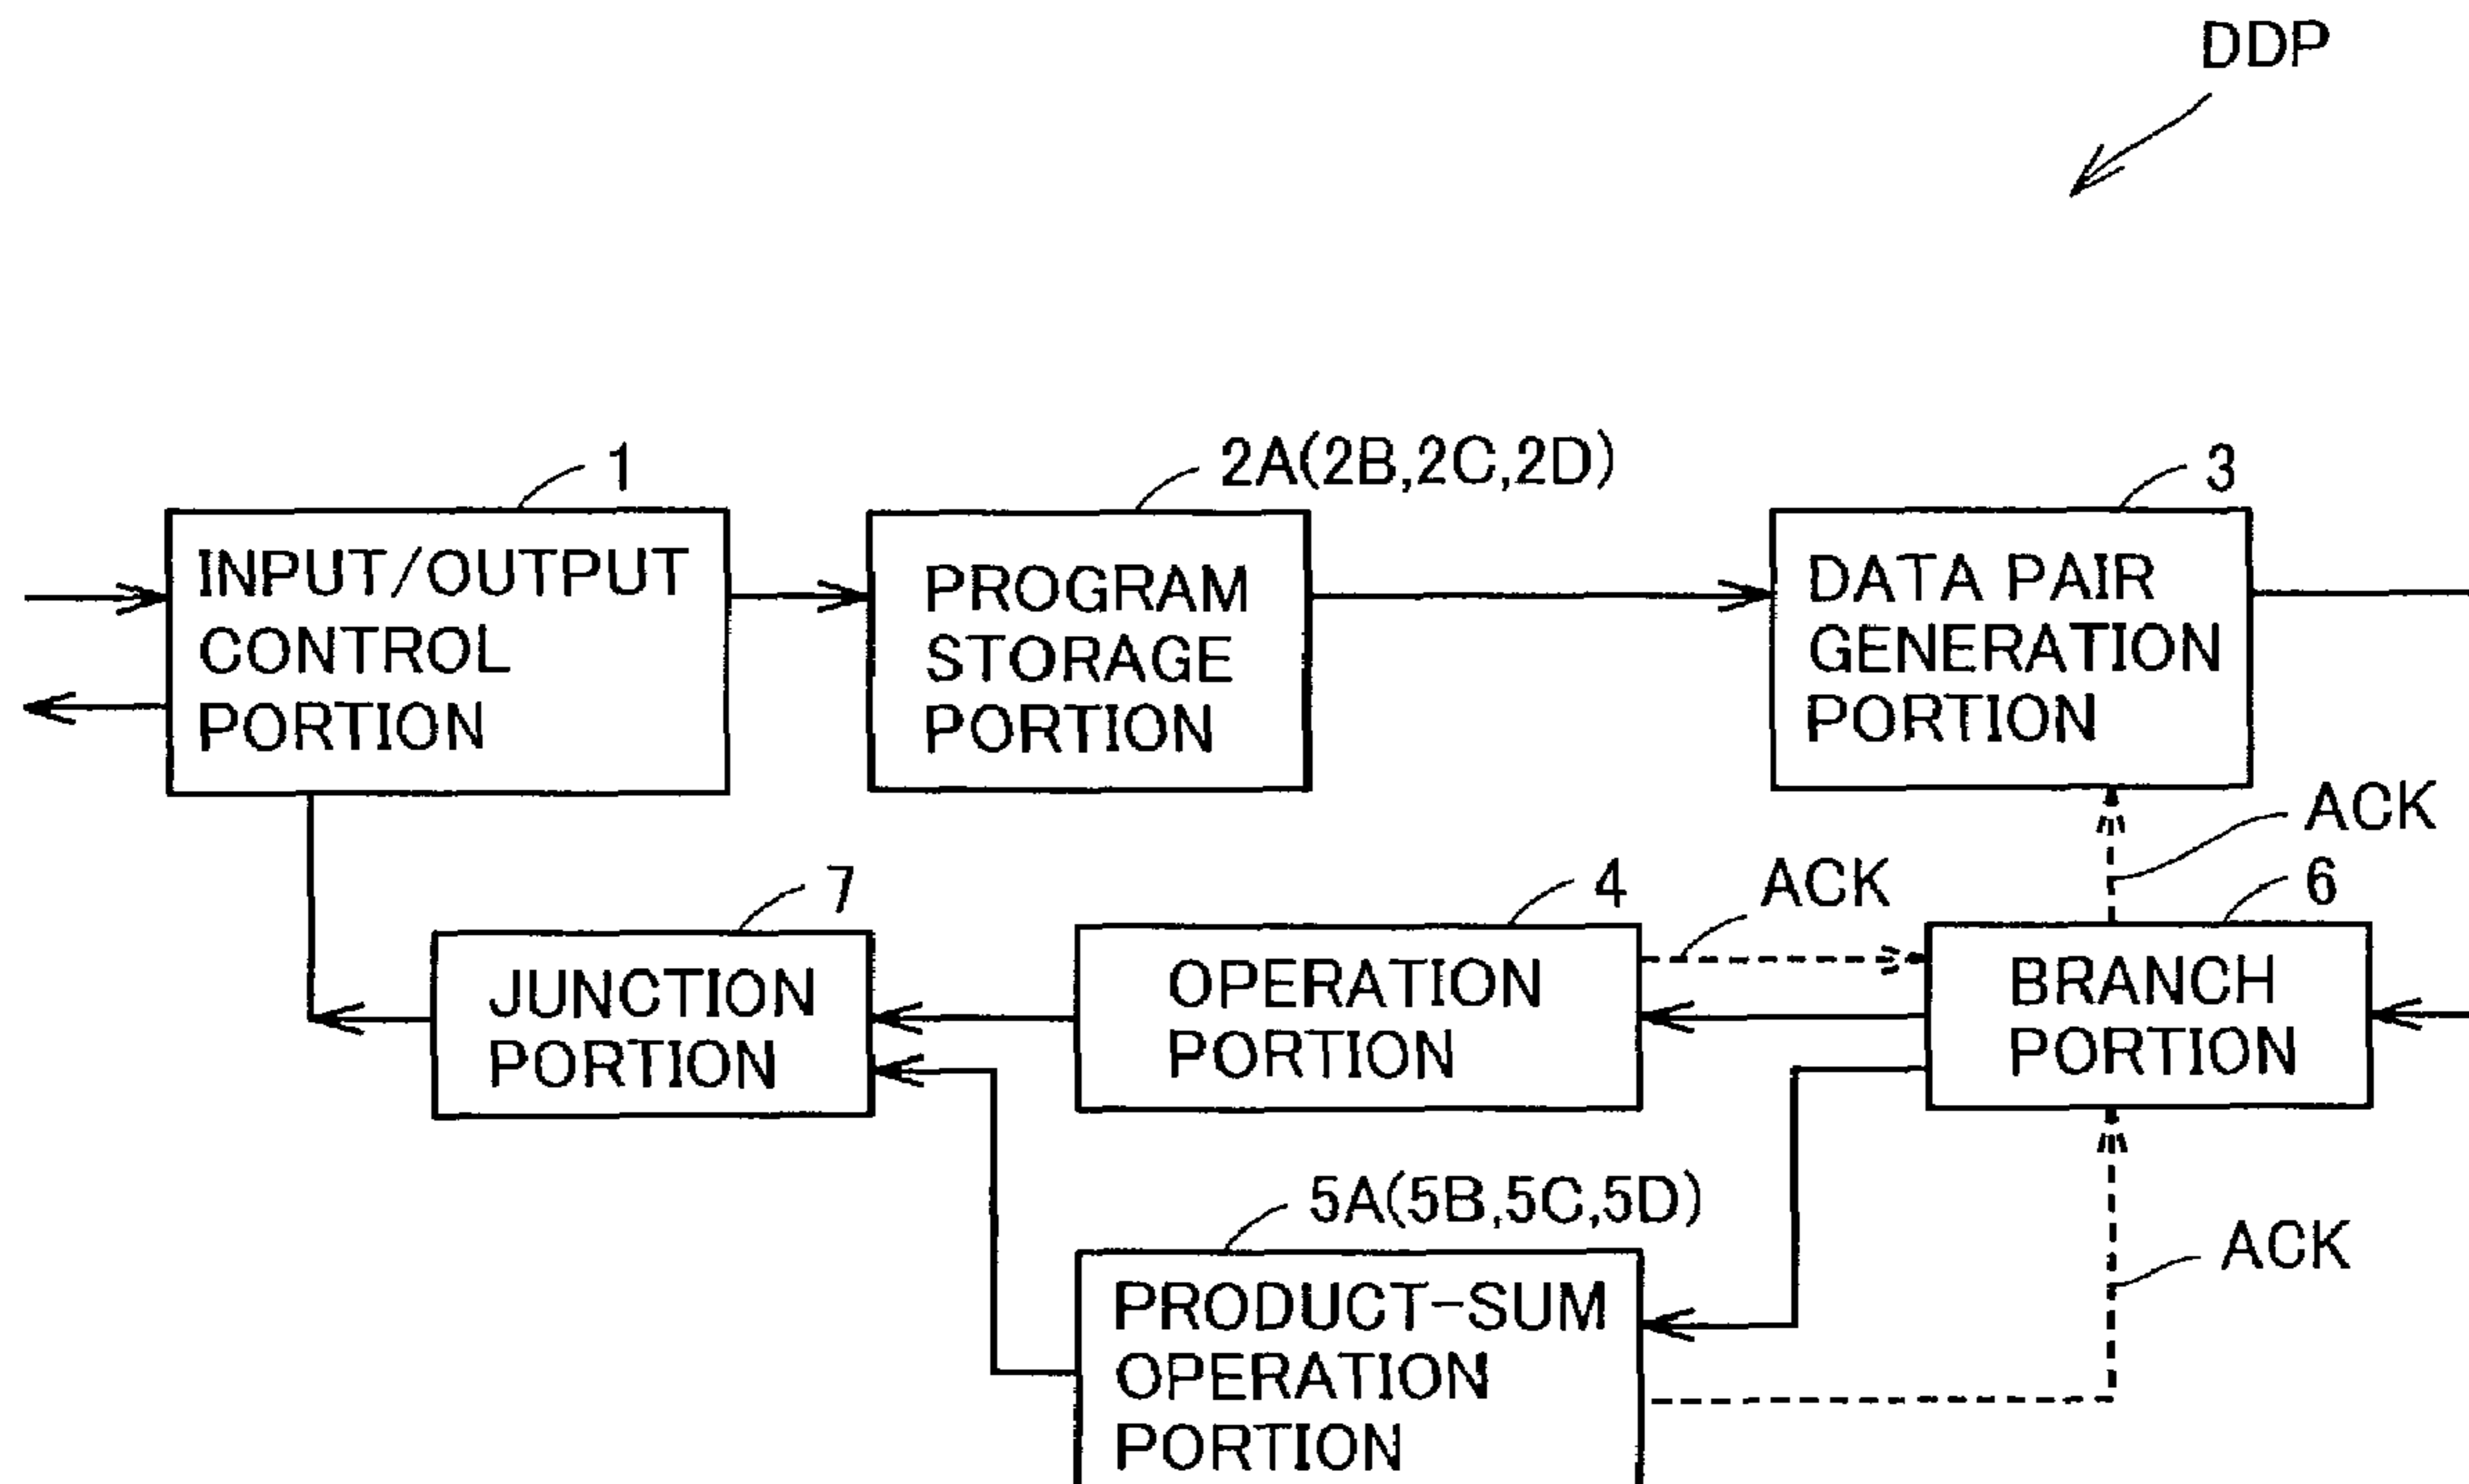 DDP
1
INPUT/OUTPUT
CONTROL
PORTION
2A(2B,2C,2D)
PROGRAM
STORAGE
PORTION
3
DATA PAIR
GENERATION
PORTION
ACK
7
JUNCTION
PORTION
4
OPERATION
PORTION
ACK
6
BRANCH
PORTION
5A(5B,5C,5D)
PRODUCT-SUM
OPERATION
PORTION
ACK